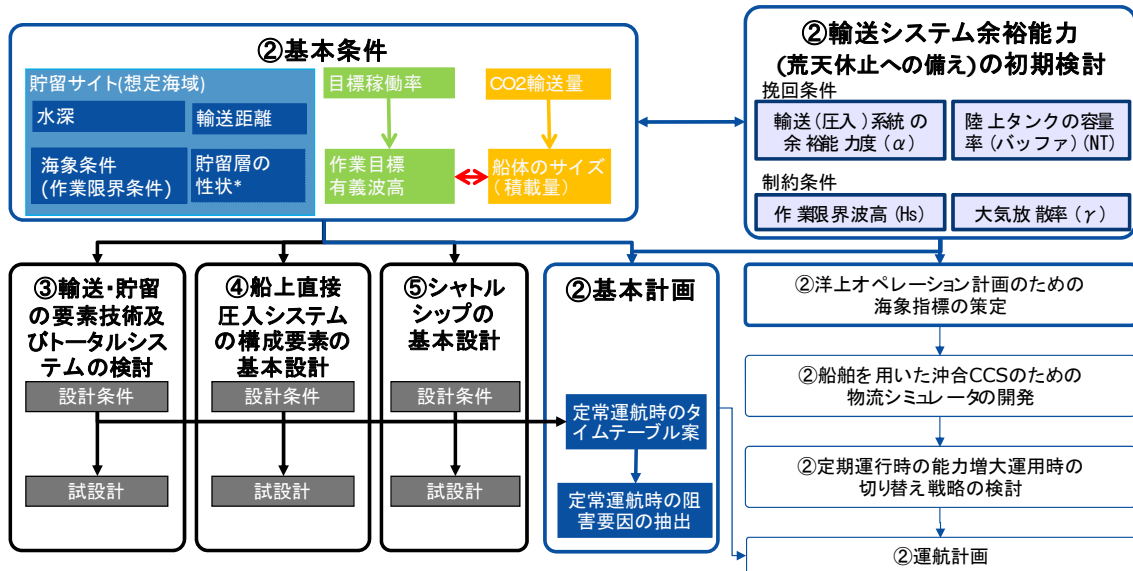 ②基本条件
貯留サイト(想定海域)
水深
輸送距離
海象条件
(作業限界条件)
貯留層の
性状*
目標稼働率
作業目標
有義波高
CO2輸送量
船体のサイズ
(積載量)
②輸送システム余裕能力
(荒天休止への備え)の初期検討
挽回条件
輸送(圧入)系統の
余裕能力度(α)
陸上タンクの容量
率(バッファ)(NT)
制約条件
作業限界波高(Hs)
大気放散率(γ)
③輸送・貯留
の要素技術及
びトータルシス
テムの検討
設計条件
試設計
④船上直接
圧入システム
の構成要素の
基本設計
設計条件
試設計
⑤シャトル
シップの
基本設計
設計条件
試設計
②基本計画
定常運航時のタ
イムテーブル案
定常運航時の阻
害要因の抽出
②洋上オペレーション計画のための
海象指標の策定
②船舶を用いた沖合CCSのための
物流シミュレータの開発
②定期運行時の能力増大運用時の
切り替え戦略の検討
②運航計画